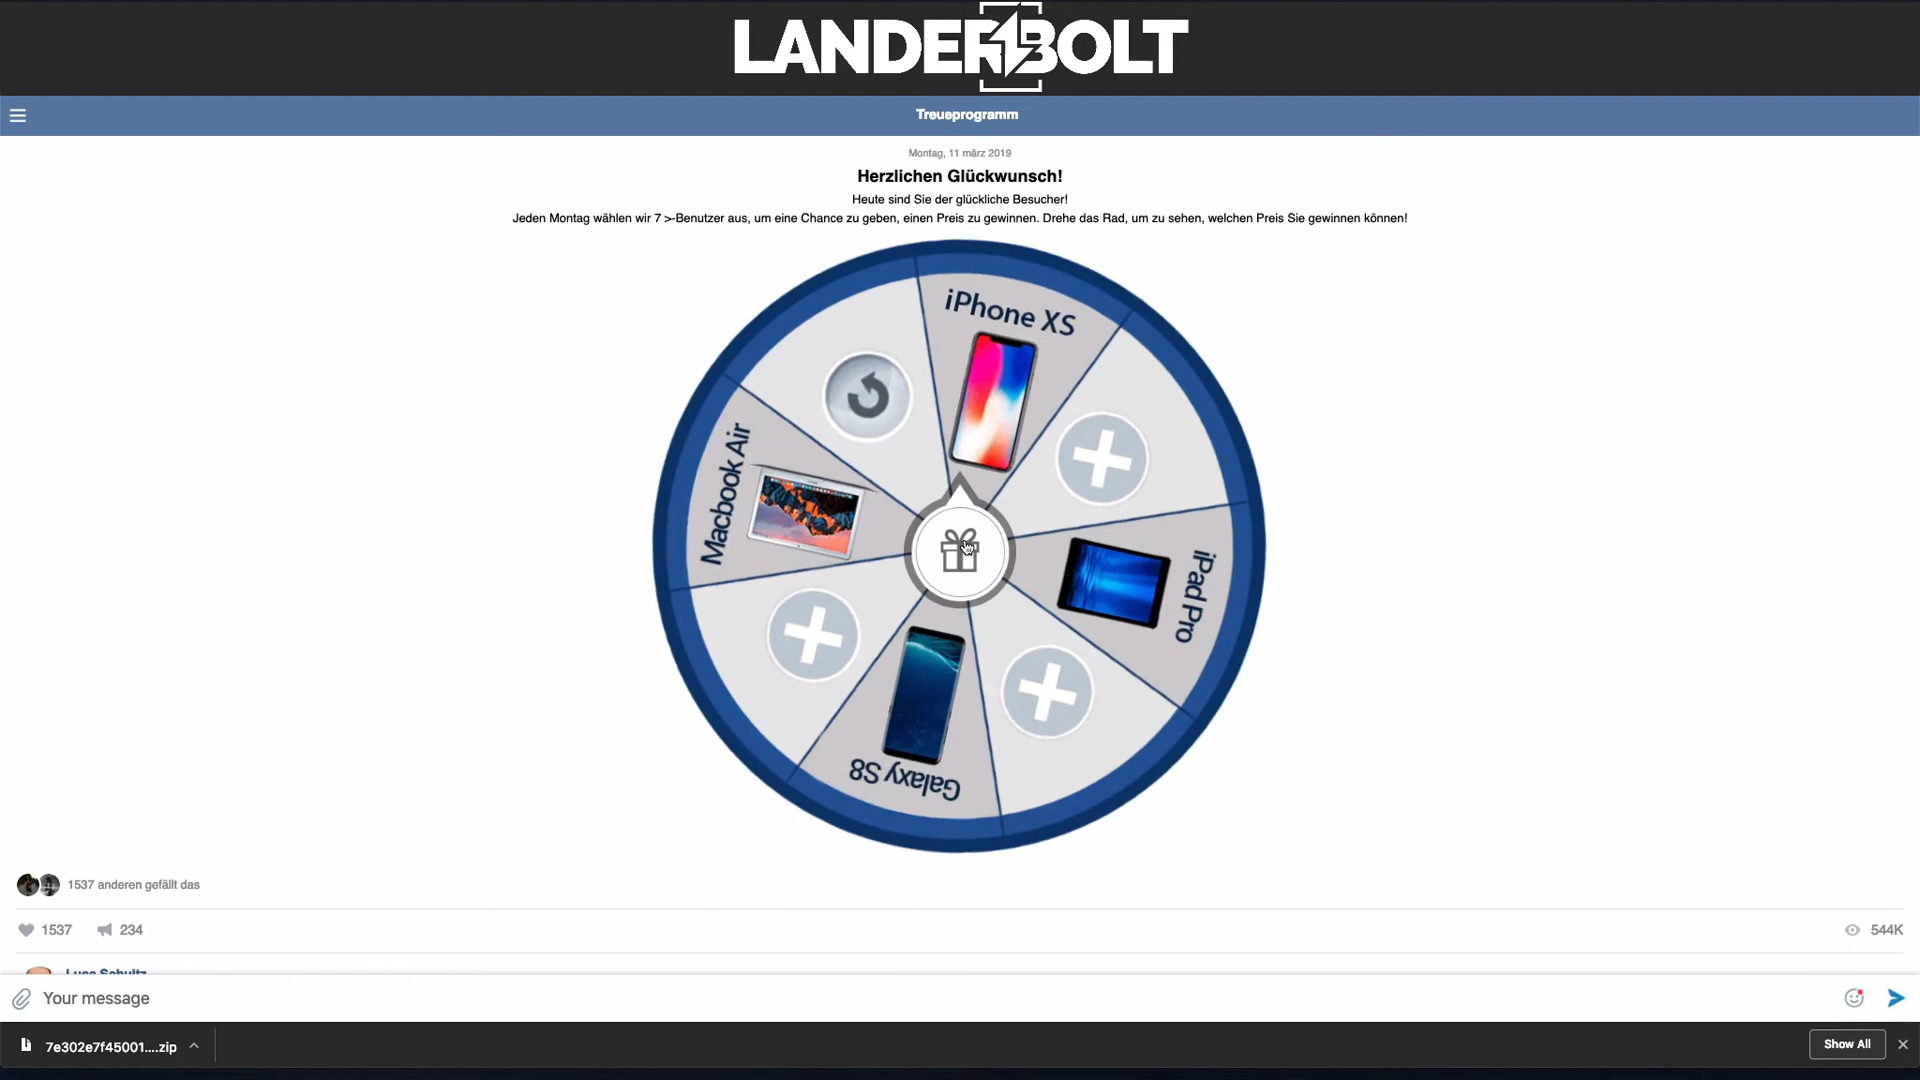 LANDERBOLT
Treueprogramm
Montag, 11 märz 2019
Herzlichen Glückwunsch!
Heute sind Sie der glückliche Besucher!
Jeden Montag wählen wir 7 >-Benutzer aus, um eine Chance zu geben, einen Preis zu gewinnen. Drehe das Rad, um zu sehen, welchen Preis Sie gewinnen können!
iPhone XS
Macbook Air
iPad Pro
Galaxy S8
1537 anderen gefällt das
1537 234 544K
Luca Schultz
Your message
7e302e7f45001....zip Show All